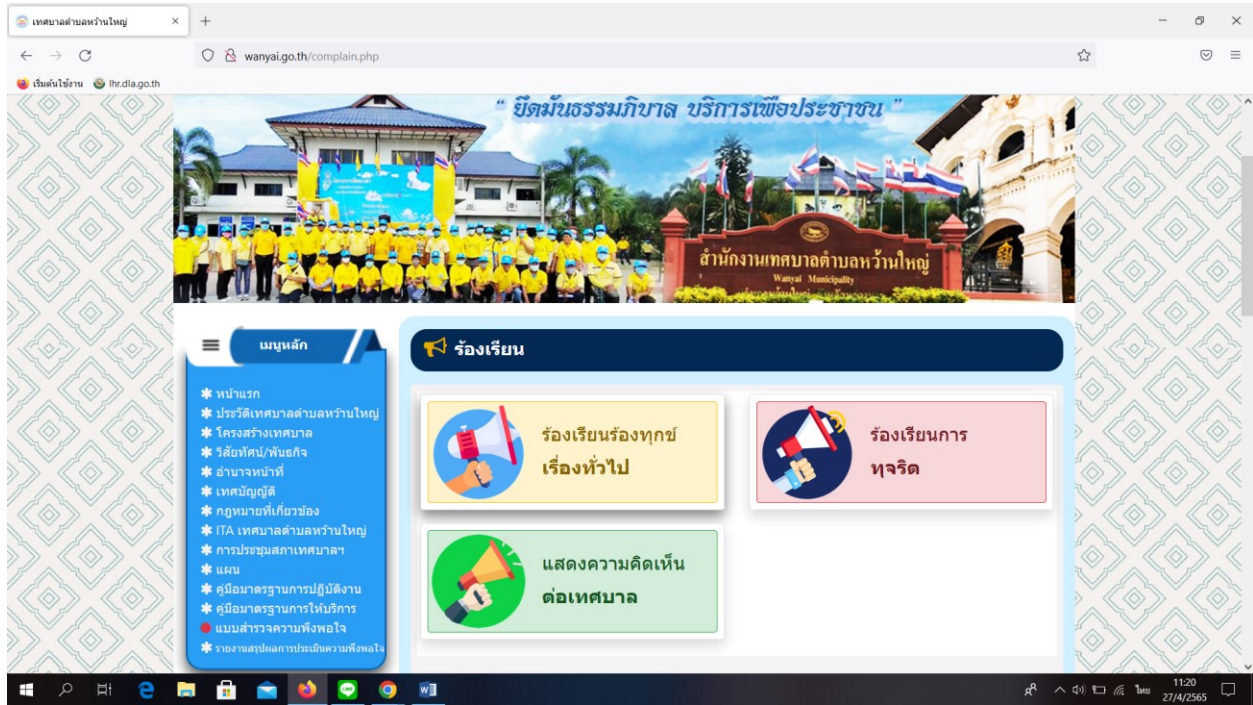 เทศบาลตำบลหว้านใหญ่
wanyai.go.th/complain.php
เริ่มต้นใช้งาน lhr.dla.go.th
“ ยึดมั่นธรรมาภิบาล บริการเพื่อประชาชน ”
สำนักงานเทศบาลตำบลหว้านใหญ่
Wanyai Municipality
เมนูหลัก
หน้าแรก
ประวัติเทศบาลตำบลหว้านใหญ่
โครงสร้างเทศบาล
วิสัยทัศน์/พันธกิจ
อำนาจหน้าที่
เทศบัญญัติ
กฎหมายที่เกี่ยวข้อง
ITA เทศบาลตำบลหว้านใหญ่
การประชุมสภาเทศบาลฯ
แผน
คู่มือมาตรฐานการปฏิบัติงาน
คู่มือมาตรฐานการให้บริการ
แบบสำรวจความพึงพอใจ
รายงานสรุปผลการประเมินความพึงพอใจ
ร้องเรียน
ร้องเรียนร้องทุกข์
เรื่องทั่วไป
ร้องเรียนการ
ทุจริต
แสดงความคิดเห็น
ต่อเทศบาล
ไทย
11:20
27/4/2565